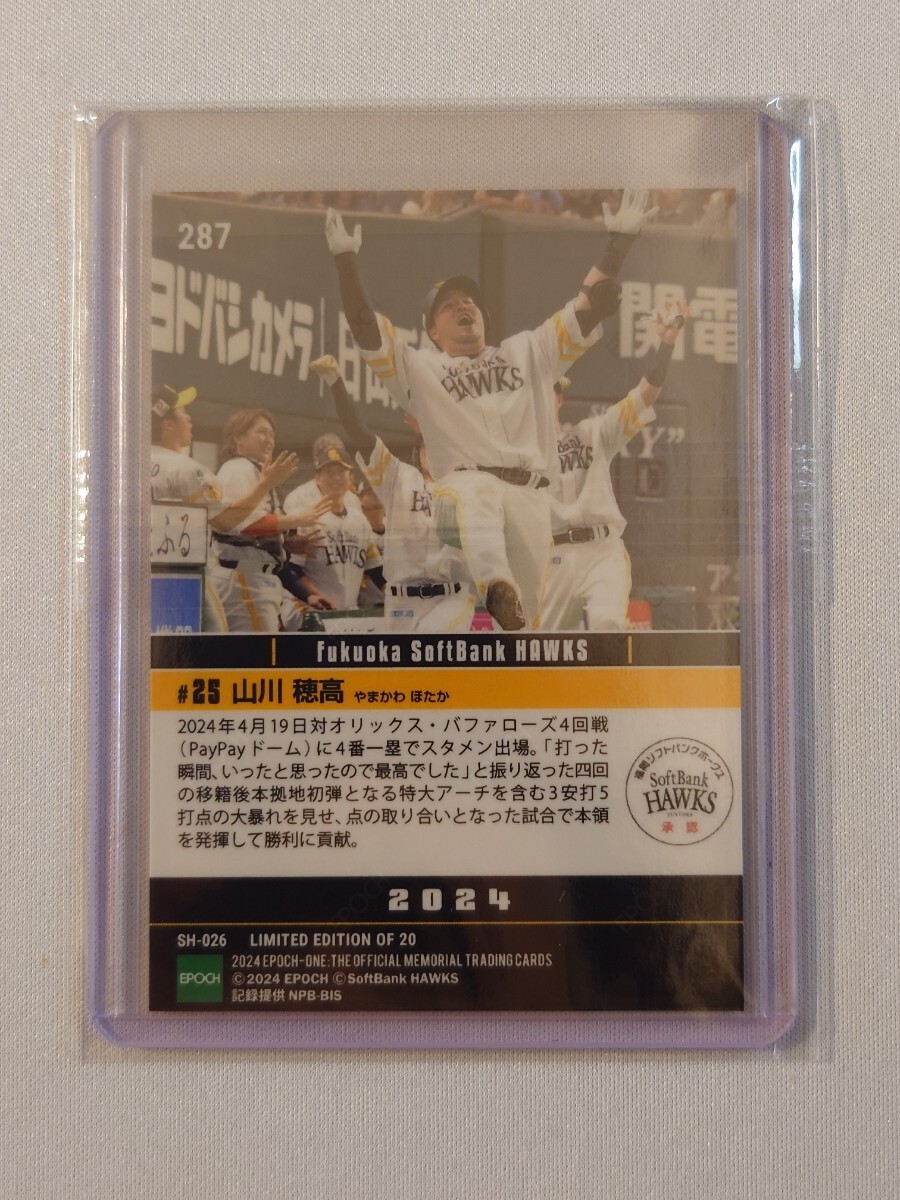 287
ヨドバシカメラ
関電
HAWKS
HAWKS
Fukuoka SoftBank HAWKS
#25 山川 穂高 やまかわ ほたか
2024年4月19日対オリックス・バファローズ4回戦
(PayPayドーム)に4番一塁でスタメン出場。「打った
瞬間、いったと思ったので最高でした」と振り返った四回
の移籍後本拠地初弾となる特大アーチを含む3安打5
打点の大暴れを見せ、点の取り合いとなった試合で本領
を発揮して勝利に貢献。
福岡ソフトバンクホークス
SoftBank
HAWKS
承認
2024
SH-026 LIMITED EDITION OF 20
EPOCH
2024 EPOCH-ONE:THE OFFICIAL MEMORIAL TRADING CARDS
©2024 EPOCH ©SoftBank HAWKS
記録提供 NPB-BIS